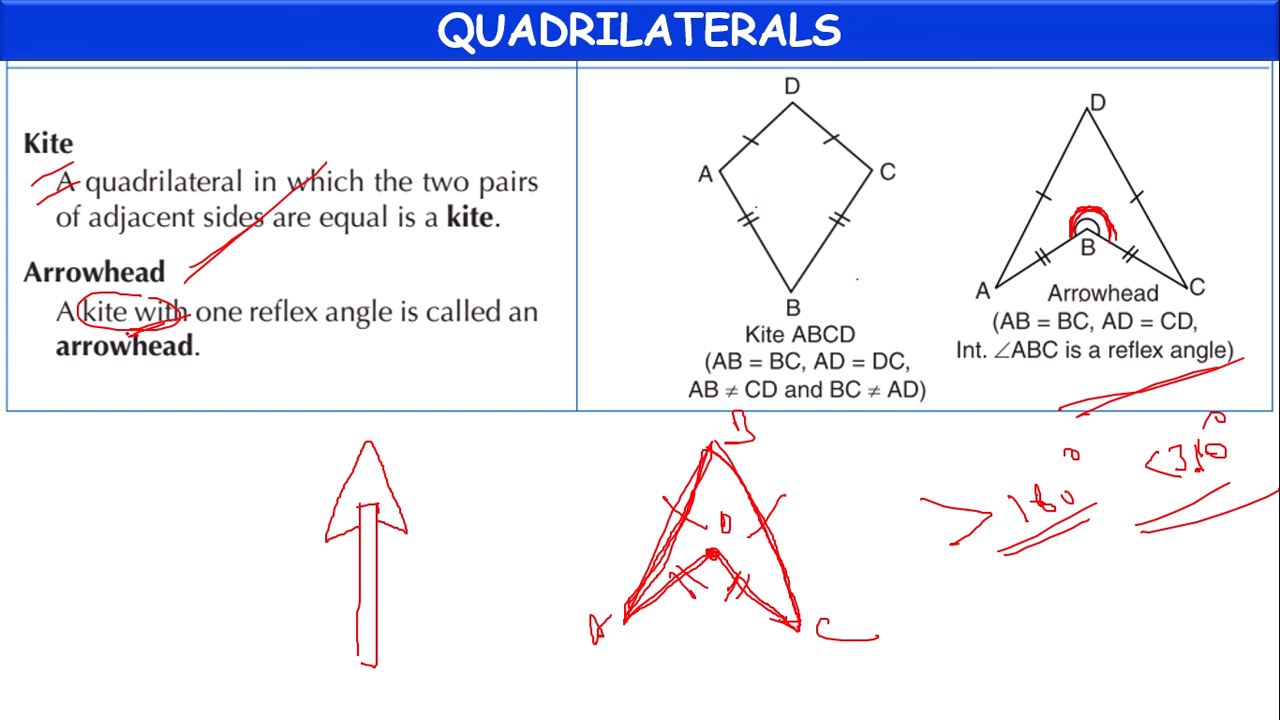 QUADRILATERALS
Kite
A quadrilateral in which the two pairs
of adjacent sides are equal is a kite.
Arrowhead
A kite with one reflex angle is called an
arrowhead.
D
A
C
B
Kite ABCD
(AB = BC, AD = DC,
AB ≠ CD and BC ≠ AD)
D
B
A
C
Arrowhead
(AB = BC, AD = CD,
Int. ∠ABC is a reflex angle)
A
C
> 180°